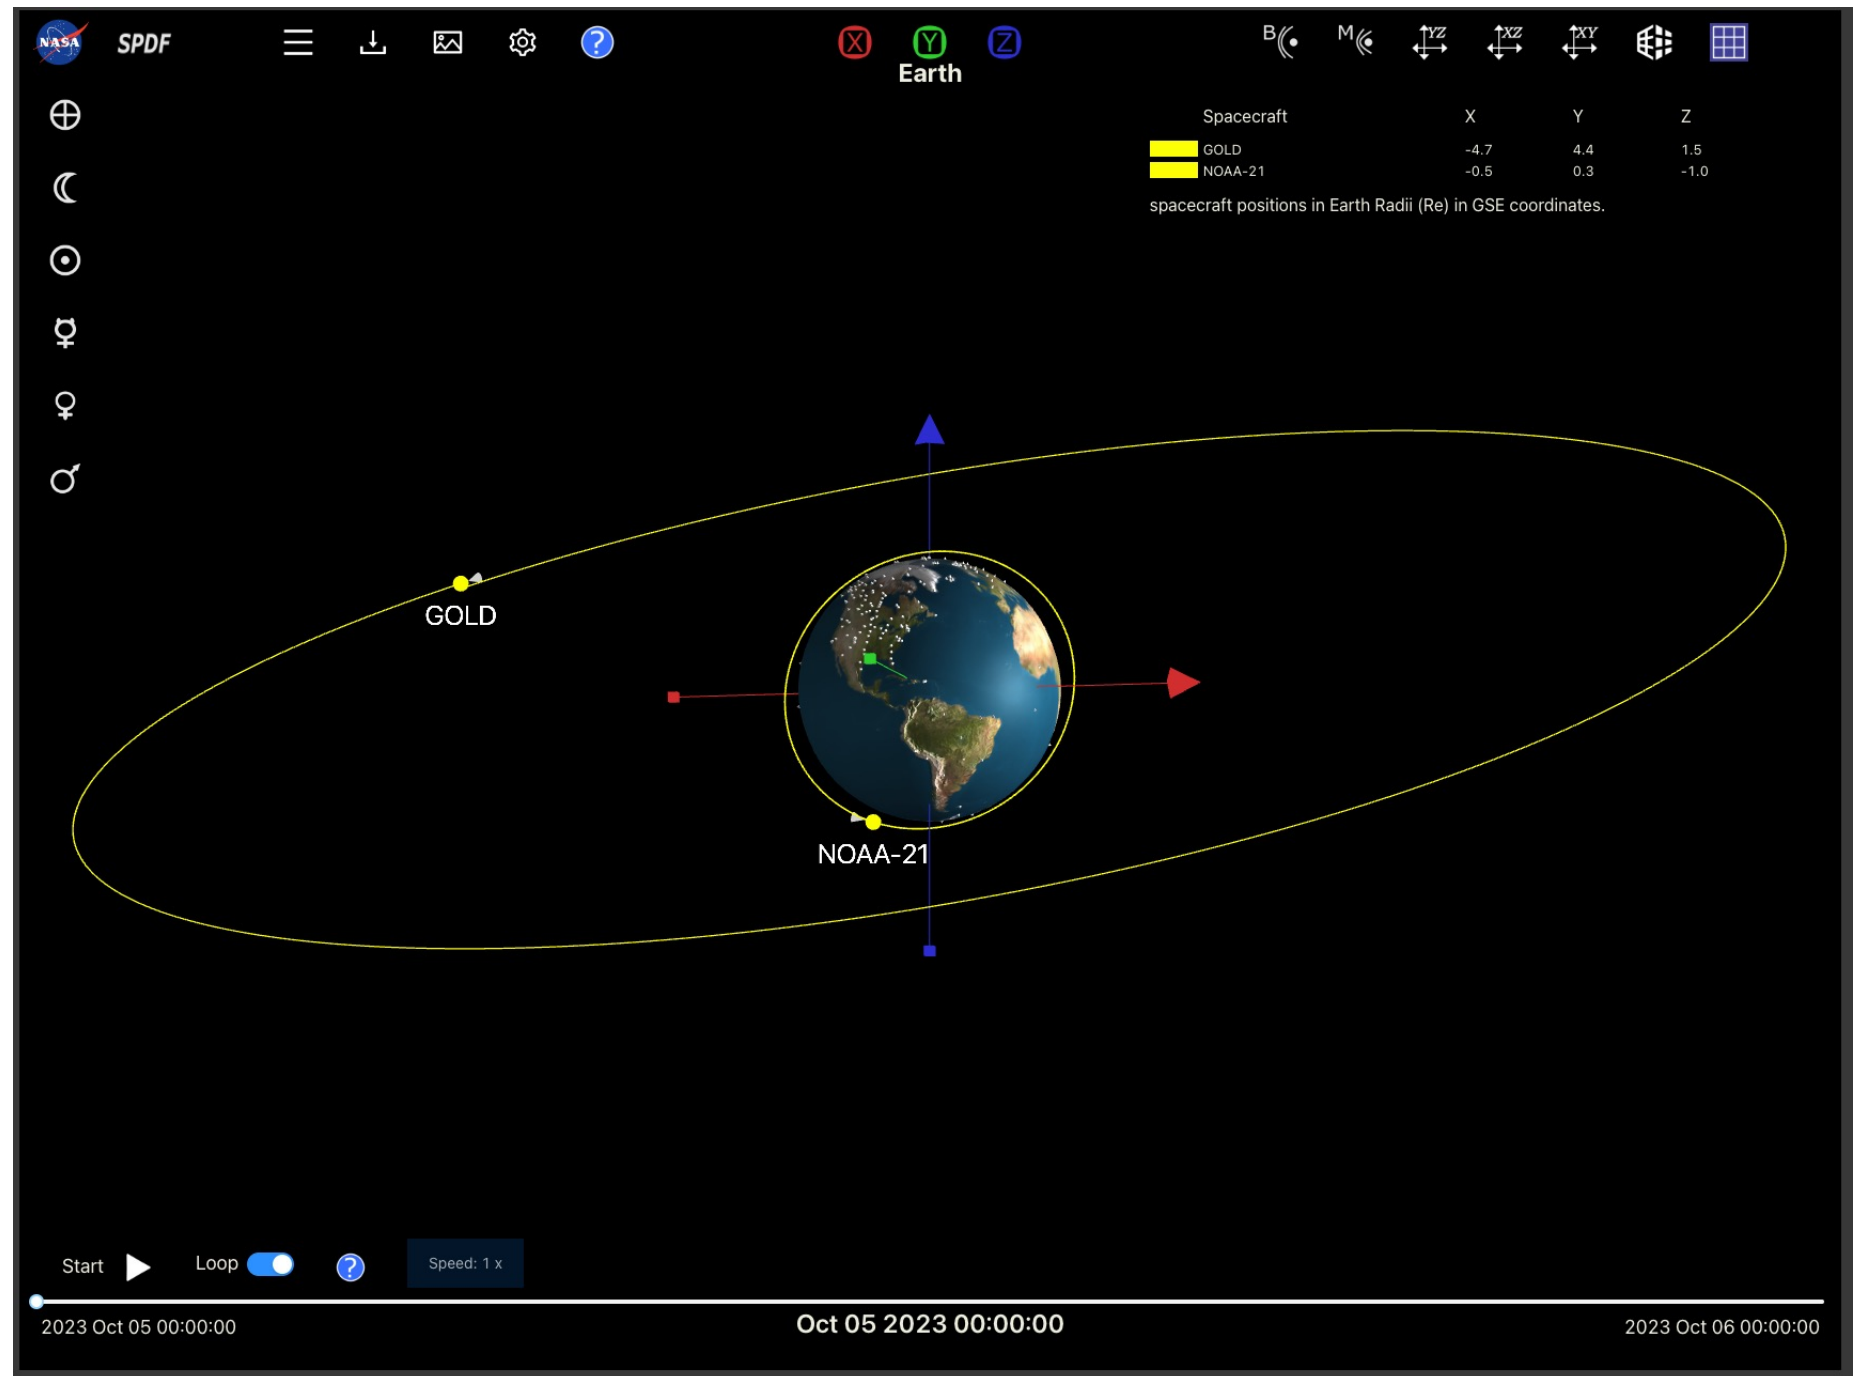 NASA SPDF X Y Z B M YZ XZ XY
Earth
Spacecraft X Y Z
GOLD -4.7 4.4 1.5
NOAA-21 -0.5 0.3 -1.0
spacecraft positions in Earth Radii (Re) in GSE coordinates.
GOLD
NOAA-21
Start Loop ? Speed: 1 x
2023 Oct 05 00:00:00 Oct 05 2023 00:00:00 2023 Oct 06 00:00:00